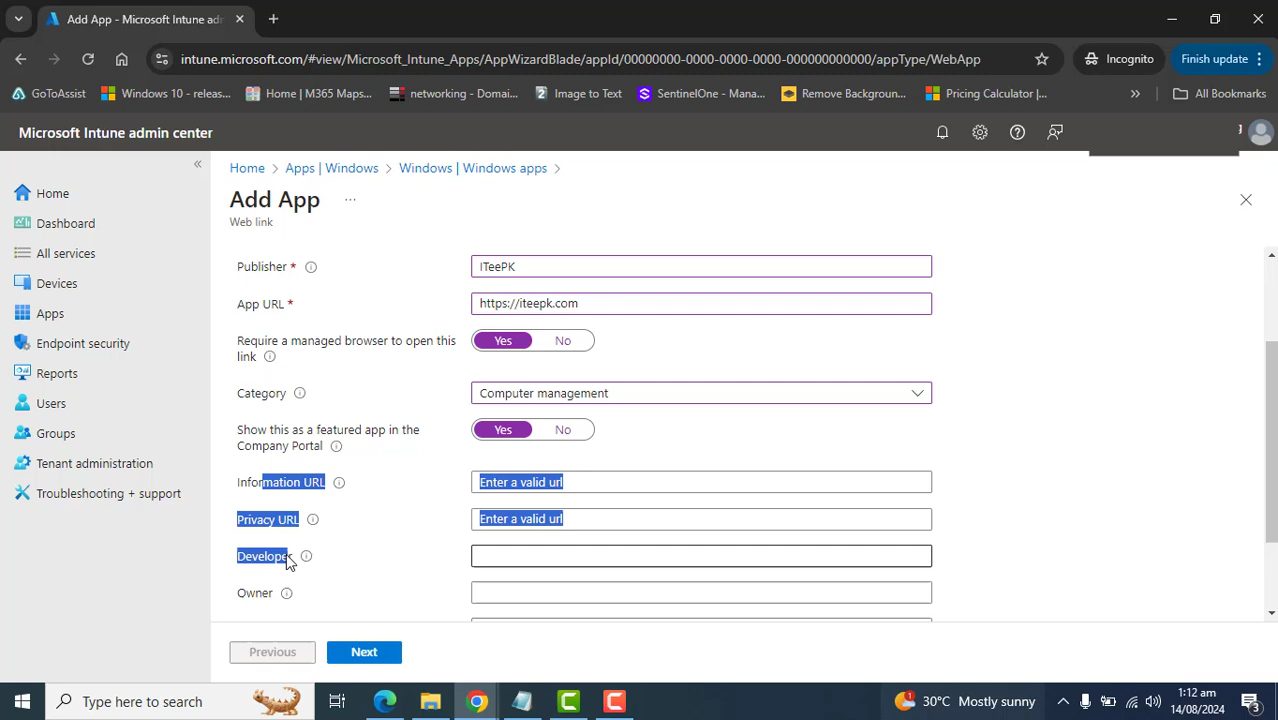 Add App - Microsoft Intune adn
intune.microsoft.com/#view/Microsoft_Intune_Apps/AppWizardBlade/appId/00000000-0000-0000-0000-000000000000/appType/WebApp
Incognito
Finish update
GoToAssist
Windows 10 - releas...
Home | M365 Maps...
networking - Domai...
Image to Text
SentinelOne - Mana...
Remove Backgroun...
Pricing Calculator |...
All Bookmarks
Microsoft Intune admin center
Home
Dashboard
All services
Devices
Apps
Endpoint security
Reports
Users
Groups
Tenant administration
Troubleshooting + support
Home > Apps | Windows > Windows | Windows apps >
Add App ...
Web link
Publisher *
ITeePK
App URL *
https://iteepk.com
Require a managed browser to open this
link
Yes No
Category
Computer management
Show this as a featured app in the
Company Portal
Yes No
Information URL
Enter a valid url
Privacy URL
Enter a valid url
Developer
Owner
Previous
Next
Type here to search
30°C Mostly sunny
1:12 am
14/08/2024
1
3